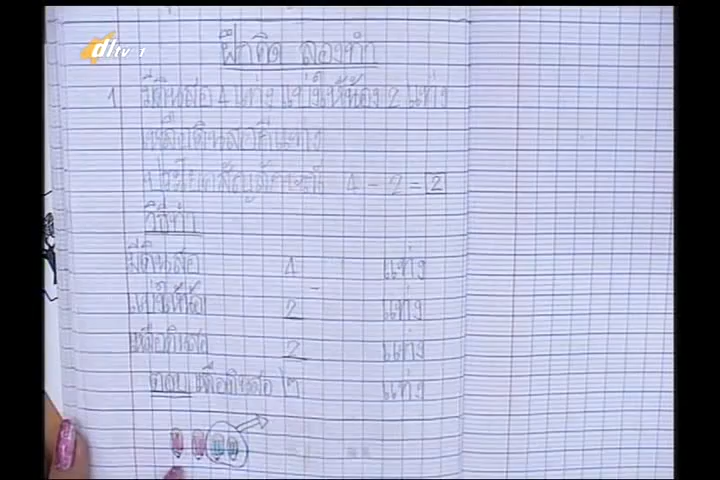 dltv 1
ฝึกคิด ลองทำ
1 มีดินสอ 4 แท่ง แบ่งให้น้อง 2 แท่ง
เหลือดินสอกี่แท่ง
ประโยคสัญลักษณ์ 4 - 2 = 2
วิธีทำ
มีดินสอ 4 แท่ง
-
แบ่งให้น้อง 2 แท่ง
เหลือดินสอ 2 แท่ง
ตอบ เหลือดินสอ ๒ แท่ง